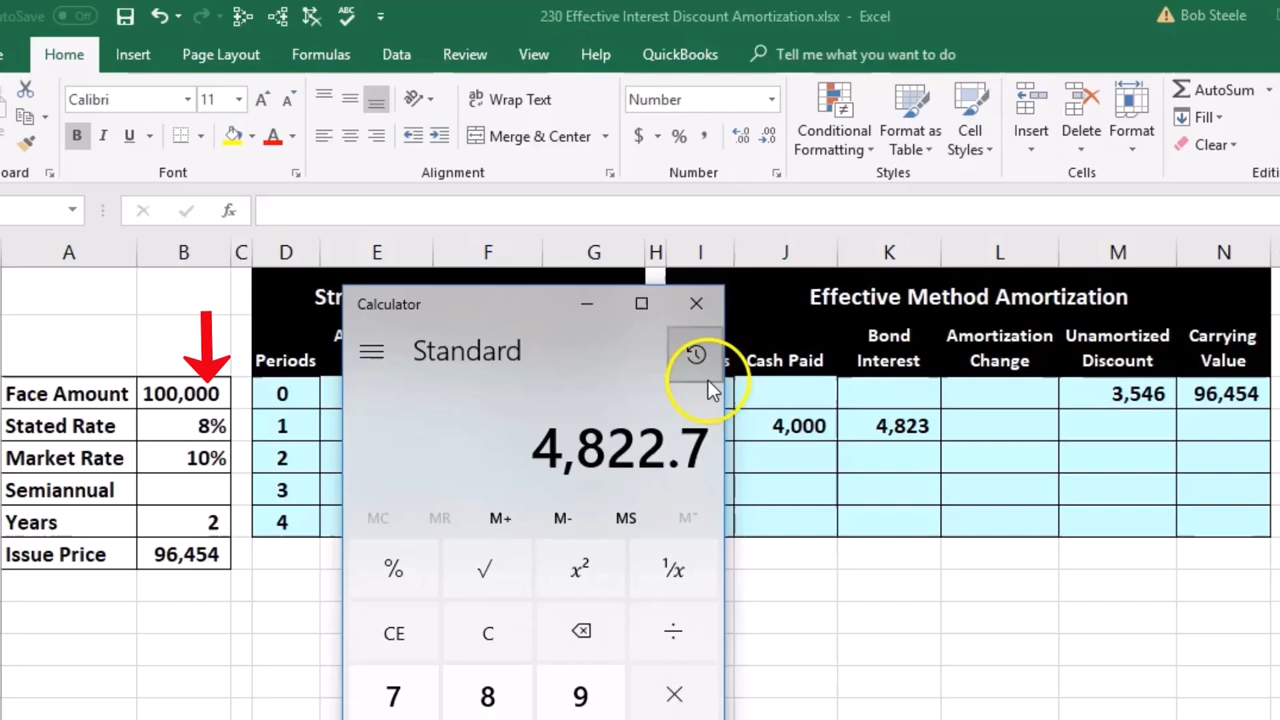 AutoSave Off 230 Effective Interest Discount Amortization.xlsx - Excel Bob Steele
Home Insert Page Layout Formulas Data Review View Help QuickBooks Tell me what you want to do
Calibri 11 A A Wrap Text Number AutoSum
B I U A Merge & Center $ % , Conditional Formatting Format as Table Cell Styles Insert Delete Format Fill
Clear
Font Alignment Number Styles Cells
fx
A B C D E F G H I J K L M N
Effective Method Amortization
Calculator
Bond Amortization Unamortized Carrying
Periods Cash Paid Interest Change Discount Value
Standard
Face Amount 100,000 0 3,546 96,454
Stated Rate 8% 1 4,000 4,823
4,822.7
Market Rate 10% 2
Semiannual 3
Years 2 4
MC MR M+ M- MS M
Issue Price 96,454
% √ x² ¹/x
CE C ÷
7 8 9 ×